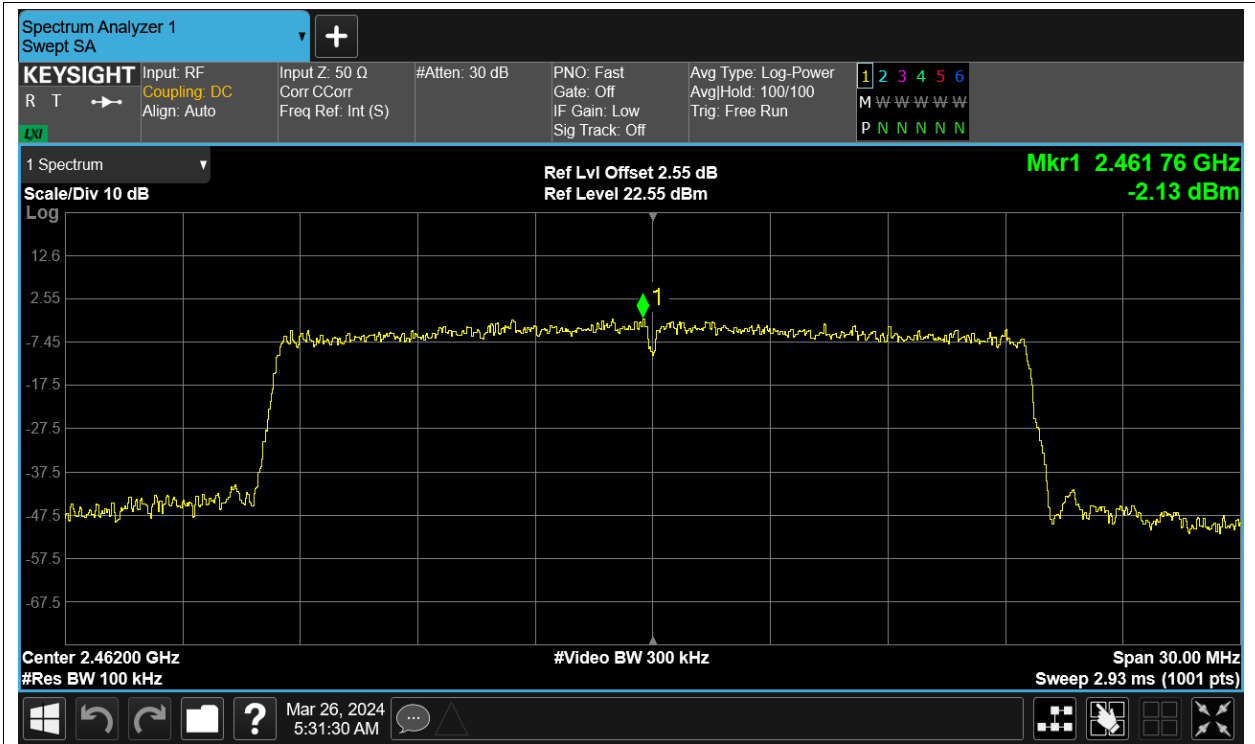 Spectrum Analyzer 1
Swept SA
KEYSIGHT
R T
LXI
Input: RF
Coupling: DC
Align: Auto
Input Z: 50 Ω
Corr CCorr
Freq Ref: Int (S)
#Atten: 30 dB
PNO: Fast
Gate: Off
IF Gain: Low
Sig Track: Off
Avg Type: Log-Power
Avg|Hold: 100/100
Trig: Free Run
1 2 3 4 5 6
M W W W W W
P N N N N N
1 Spectrum
Scale/Div 10 dB
Log
Ref Lvl Offset 2.55 dB
Ref Level 22.55 dBm
Mkr1 2.461 76 GHz
-2.13 dBm
12.6
2.55
1
-7.45
-17.5
-27.5
-37.5
-47.5
-57.5
-67.5
Center 2.46200 GHz
#Res BW 100 kHz
#Video BW 300 kHz
Span 30.00 MHz
Sweep 2.93 ms (1001 pts)
?
Mar 26, 2024
5:31:30 AM